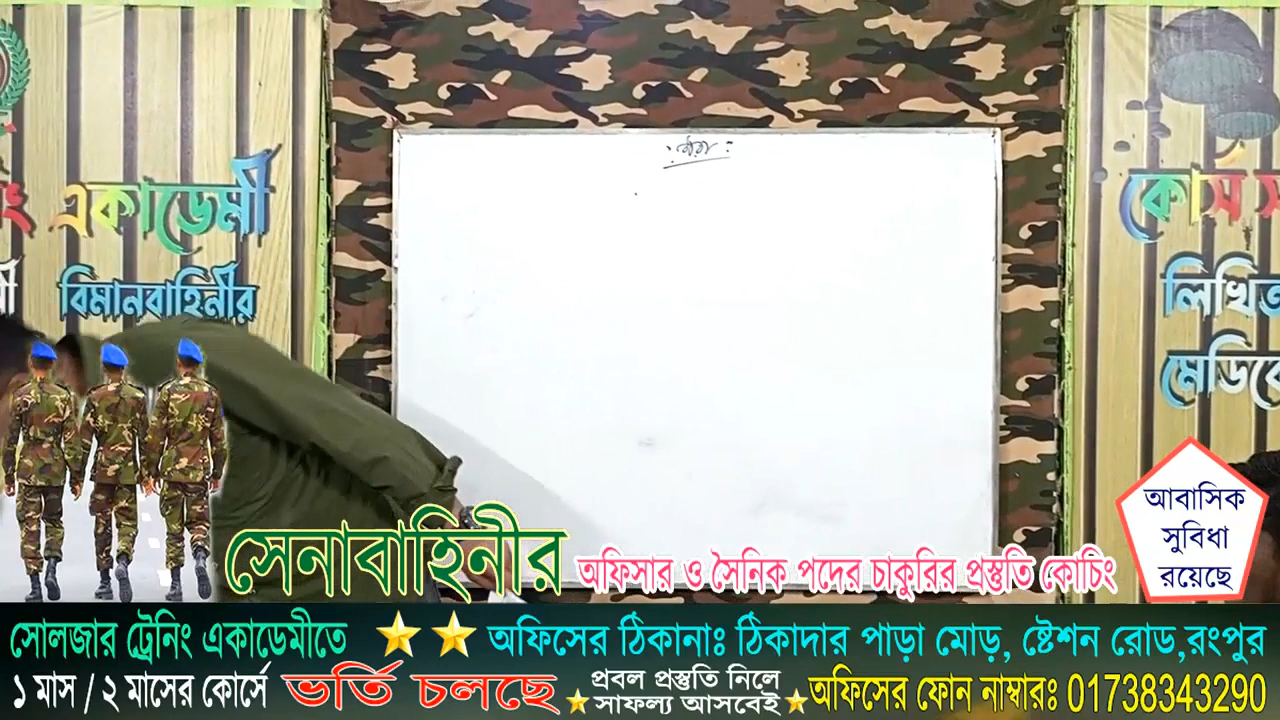 একাডেমী
বিমানবাহিনীর
লিখিত
আবাসিক
সুবিধা
রয়েছে
সেনাবাহিনীর অফিসার ও সৈনিক পদের চাকুরির প্রস্তুতি কোচিং
সোলজার ট্রেনিং একাডেমীতে
অফিসের ঠিকানাঃ ঠিকাদার পাড়া মোড়, ষ্টেশন রোড,রংপুর
১ মাস / ২ মাসের কোর্সে ভর্তি চলছে
প্রবল প্রস্তুতি নিলে
সাফল্য আসবেই
অফিসের ফোন নাম্বারঃ 01738343290
কোর্স